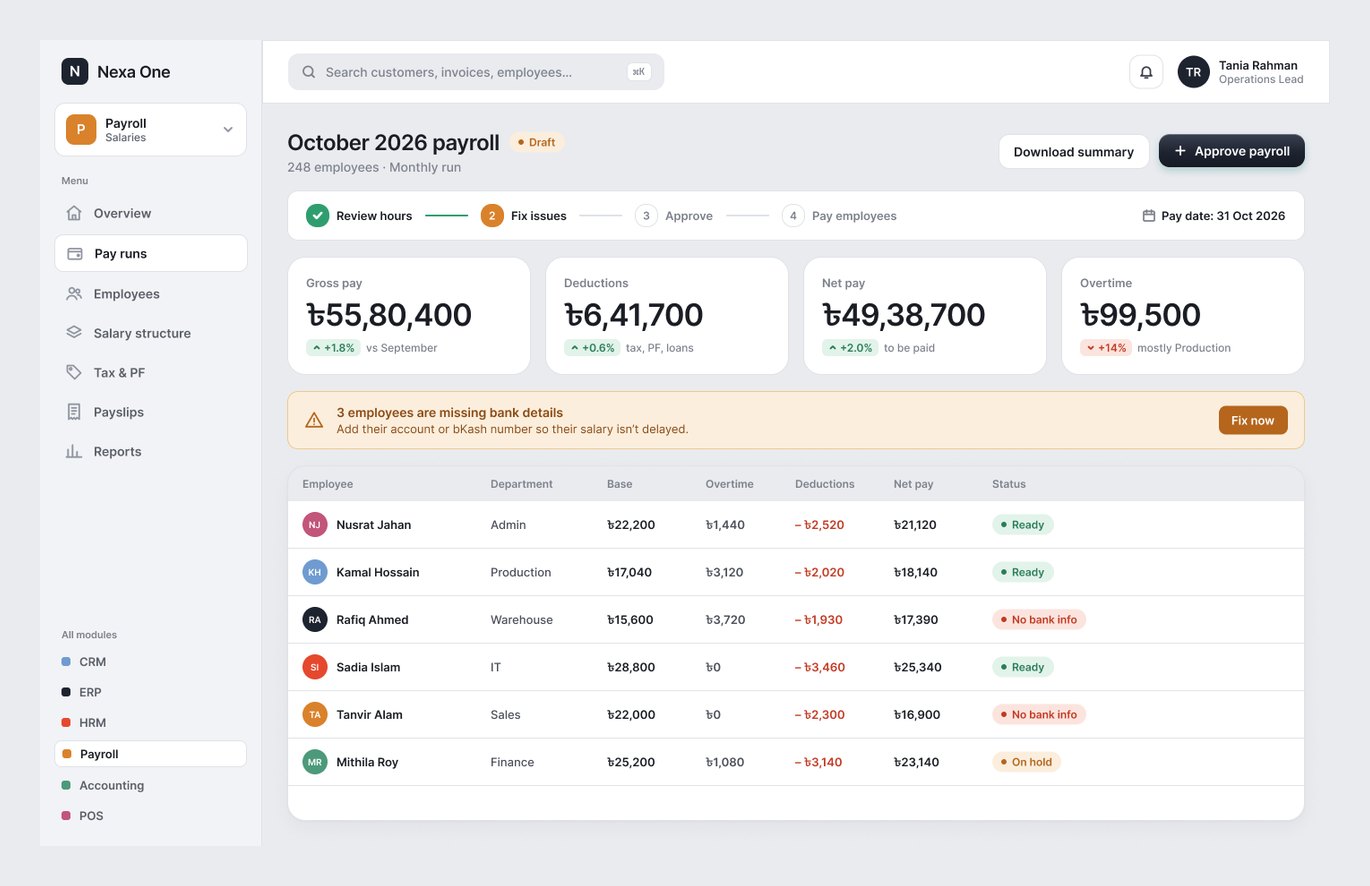 N Nexa One
Search customers, invoices, employees... ⌘K
TR Tania Rahman
Operations Lead
P Payroll
Salaries
Menu
Overview
Pay runs
Employees
Salary structure
Tax & PF
Payslips
Reports
All modules
CRM
ERP
HRM
Payroll
Accounting
POS
October 2026 payroll Draft
248 employees · Monthly run
Download summary
+ Approve payroll
Review hours 2 Fix issues 3 Approve 4 Pay employees Pay date: 31 Oct 2026
Gross pay
৳55,80,400
+1.8% vs September
Deductions
৳6,41,700
+0.6% tax, PF, loans
Net pay
৳49,38,700
+2.0% to be paid
Overtime
৳99,500
+14% mostly Production
3 employees are missing bank details
Add their account or bKash number so their salary isn't delayed.
Fix now
Employee Department Base Overtime Deductions Net pay Status
NJ Nusrat Jahan Admin ৳22,200 ৳1,440 – ৳2,520 ৳21,120 Ready
KH Kamal Hossain Production ৳17,040 ৳3,120 – ৳2,020 ৳18,140 Ready
RA Rafiq Ahmed Warehouse ৳15,600 ৳3,720 – ৳1,930 ৳17,390 No bank info
SI Sadia Islam IT ৳28,800 ৳0 – ৳3,460 ৳25,340 Ready
TA Tanvir Alam Sales ৳22,000 ৳0 – ৳2,300 ৳16,900 No bank info
MR Mithila Roy Finance ৳25,200 ৳1,080 – ৳3,140 ৳23,140 On hold